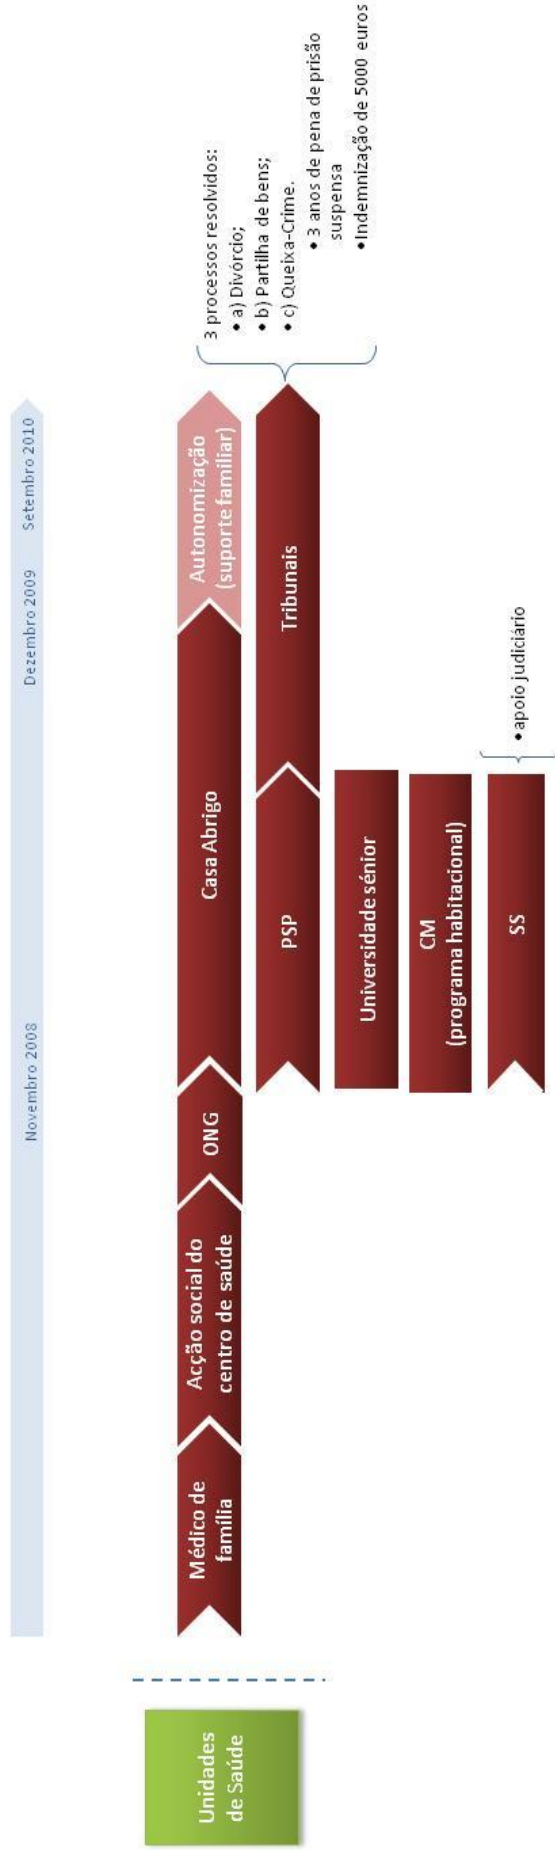 Novembro 2008
Dezembro 2009
Setembro 2010
Unidades
de Saúde
Médico de
família
Acção social do
centro de saúde
ONG
Casa Abrigo
Autonomização
(suporte familiar)
PSP
Tribunais
Universidade sénior
CM
(programa habitacional)
SS
3 processos resolvidos:
• a) Divórcio;
• b) Partilha de bens;
• c) Queixa-Crime.
• 3 anos de pena de prisão
suspensa
•Indemnização de 5000 euros
•apoio judiciário